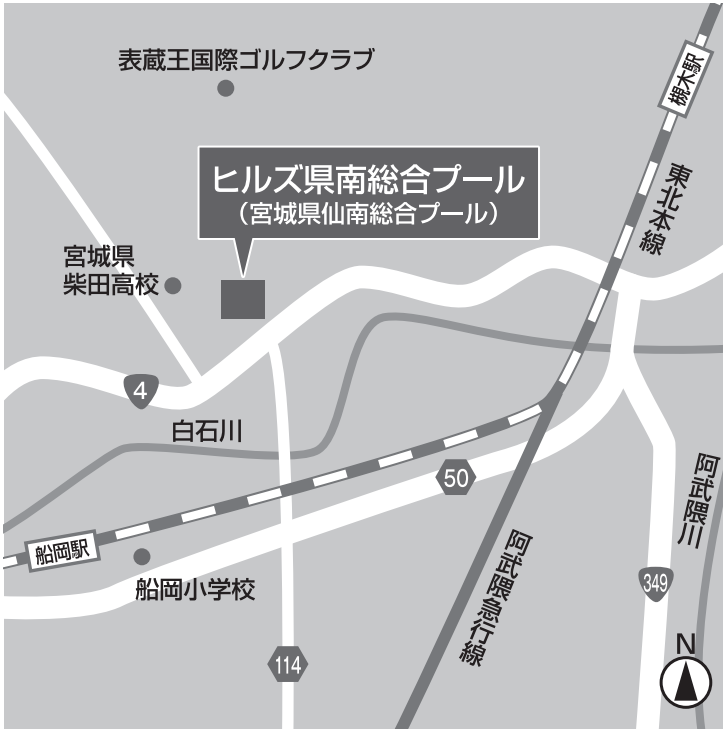 表蔵王国際ゴルフクラブ
槻木駅
ヒルズ県南総合プール
（宮城県仙南総合プール）
東北本線
宮城県
柴田高校
4
白石川
50
阿武隈川
船岡駅
船岡小学校
阿武隈急行線
349
114
N